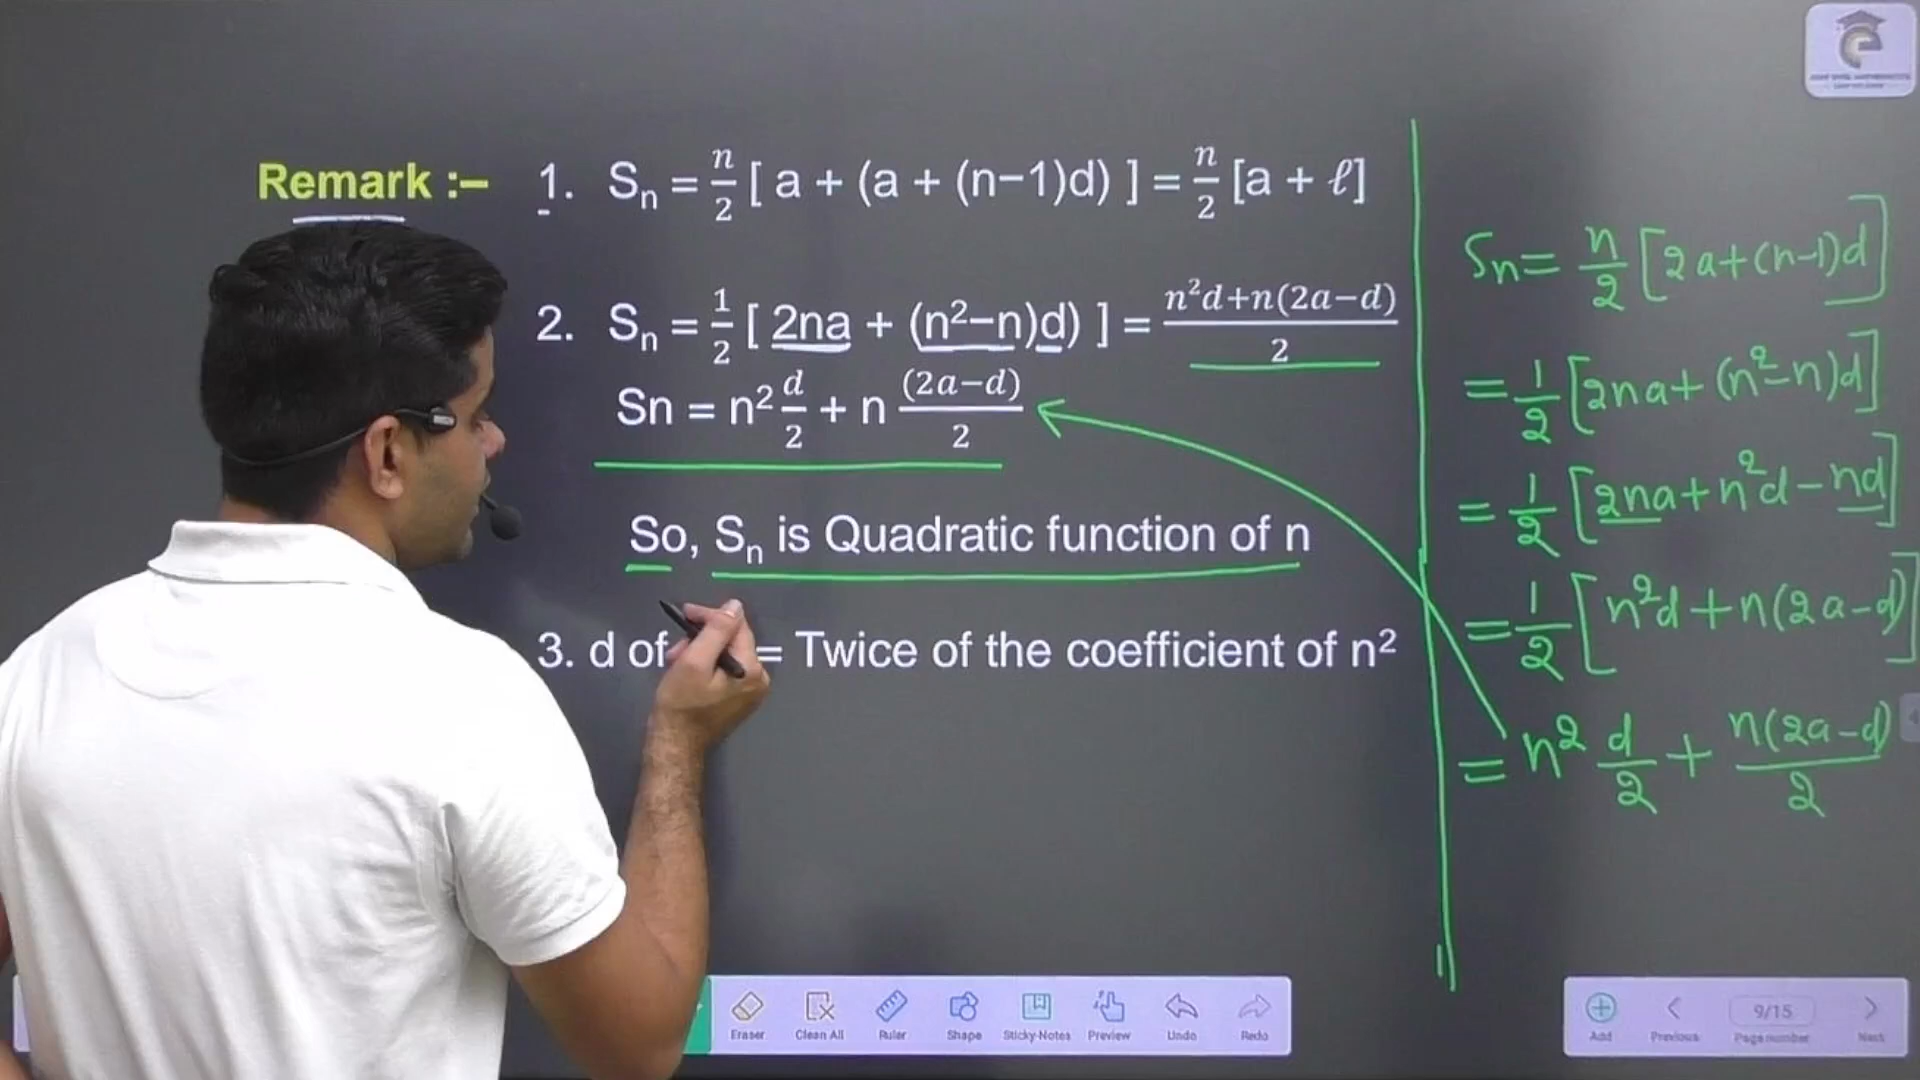 Remark :– 1. Sn = n/2 [ a + (a + (n−1)d) ] = n/2 [a + ℓ]
2. Sn = 1/2 [ 2na + (n²−n)d) ] = n²d+n(2a−d)/2
Sn = n² d/2 + n (2a−d)/2
So, Sn is Quadratic function of n
3. d of = Twice of the coefficient of n²
Sn = n/2 [2a+(n-1)d]
= 1/2 [2na+(n²-n)d]
= 1/2 [2na+n²d-nd]
= 1/2 [n²d+n(2a-d)]
= n² d/2 + n(2a-d)/2
Eraser Clean All Ruler Shape Sticky-Notes Preview Undo Redo
9/15
Add Previous Page number Next